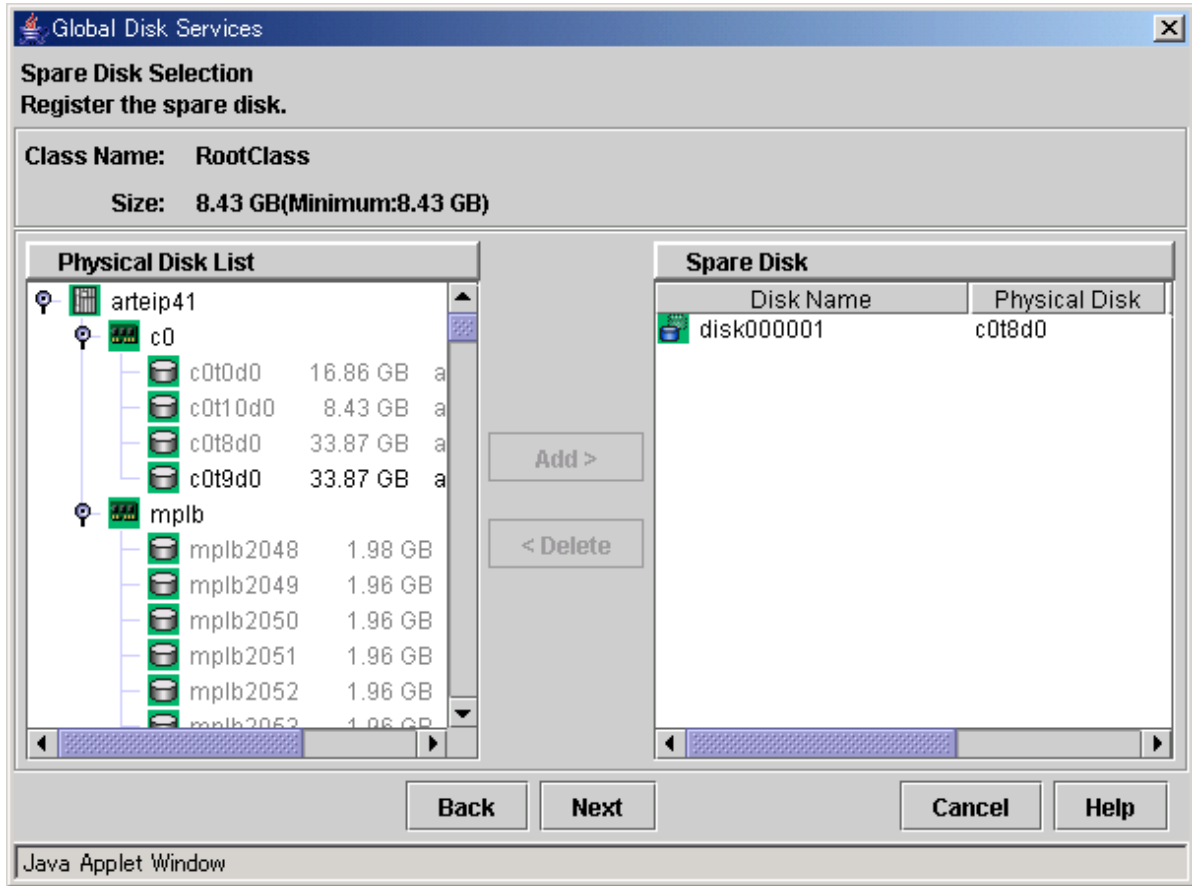 Global Disk Services
Spare Disk Selection
Register the spare disk.
Class Name: RootClass
Size: 8.43 GB(Minimum:8.43 GB)
Physical Disk List
arteip41
c0
c0t0d0 16.86 GB a
c0t10d0 8.43 GB a
c0t8d0 33.87 GB a
c0t9d0 33.87 GB a
mplb
mplb2048 1.98 GB
mplb2049 1.96 GB
mplb2050 1.96 GB
mplb2051 1.96 GB
mplb2052 1.96 GB
mplb2053 1.96 GB
Add >
< Delete
Spare Disk
Disk Name Physical Disk
disk000001 c0t8d0
Back Next Cancel Help
Java Applet Window